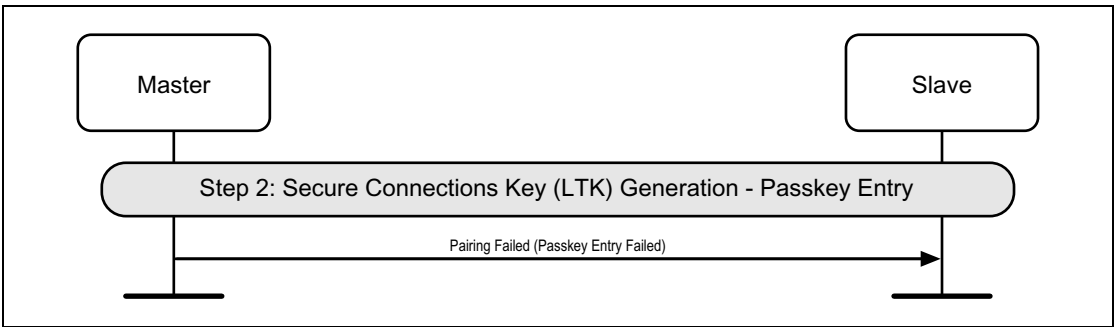 Master
Slave
Step 2: Secure Connections Key (LTK) Generation - Passkey Entry
Pairing Failed (Passkey Entry Failed)